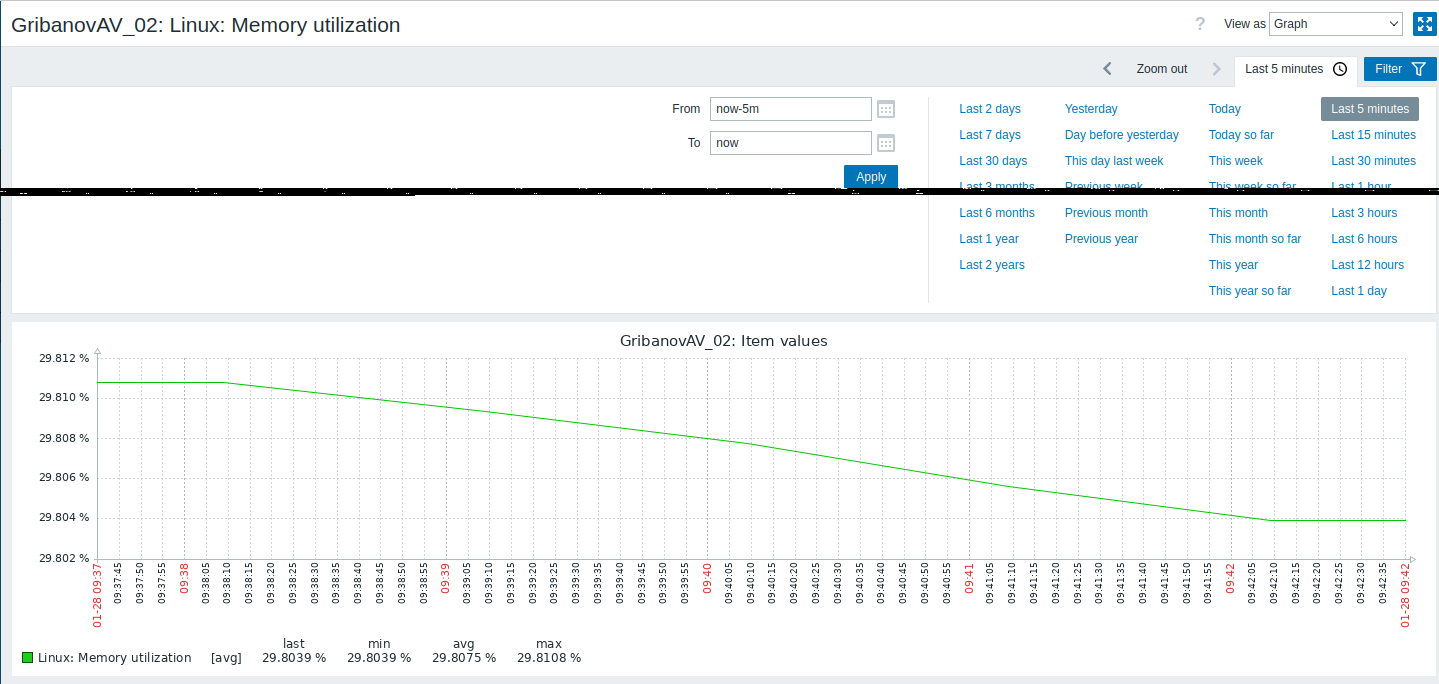 GribanovAV_02: Linux: Memory utilization
? View as Graph
Zoom out Last 5 minutes Filter
From now-5m Last 2 days Yesterday Today Last 5 minutes
To now Last 7 days Day before yesterday Today so far Last 15 minutes
Last 30 days This day last week This week Last 30 minutes
Apply Last 3 months Previous week This week so far Last 1 hour
Last 6 months Previous month This month Last 3 hours
Last 1 year Previous year This month so far Last 6 hours
Last 2 years This year Last 12 hours
This year so far Last 1 day
GribanovAV_02: Item values
29.812 %
29.810 %
29.808 %
29.806 %
29.804 %
29.802 %
01-28 09:37 09:37:45 09:37:50 09:37:55 09:38 09:38:05 09:38:10 09:38:15 09:38:20 09:38:25 09:38:30 09:38:35 09:38:40 09:38:45 09:38:50 09:38:55 09:39 09:39:05 09:39:10 09:39:15 09:39:20 09:39:25 09:39:30 09:39:35 09:39:40 09:39:45 09:39:50 09:39:55 09:40 09:40:05 09:40:10 09:40:15 09:40:20 09:40:25 09:40:30 09:40:35 09:40:40 09:40:45 09:40:50 09:40:55 09:41 09:41:05 09:41:10 09:41:15 09:41:20 09:41:25 09:41:30 09:41:35 09:41:40 09:41:45 09:41:50 09:41:55 09:42 09:42:05 09:42:10 09:42:15 09:42:20 09:42:25 09:42:30 09:42:35 01-28 09:42
last min avg max
Linux: Memory utilization [avg] 29.8039 % 29.8039 % 29.8075 % 29.8108 %